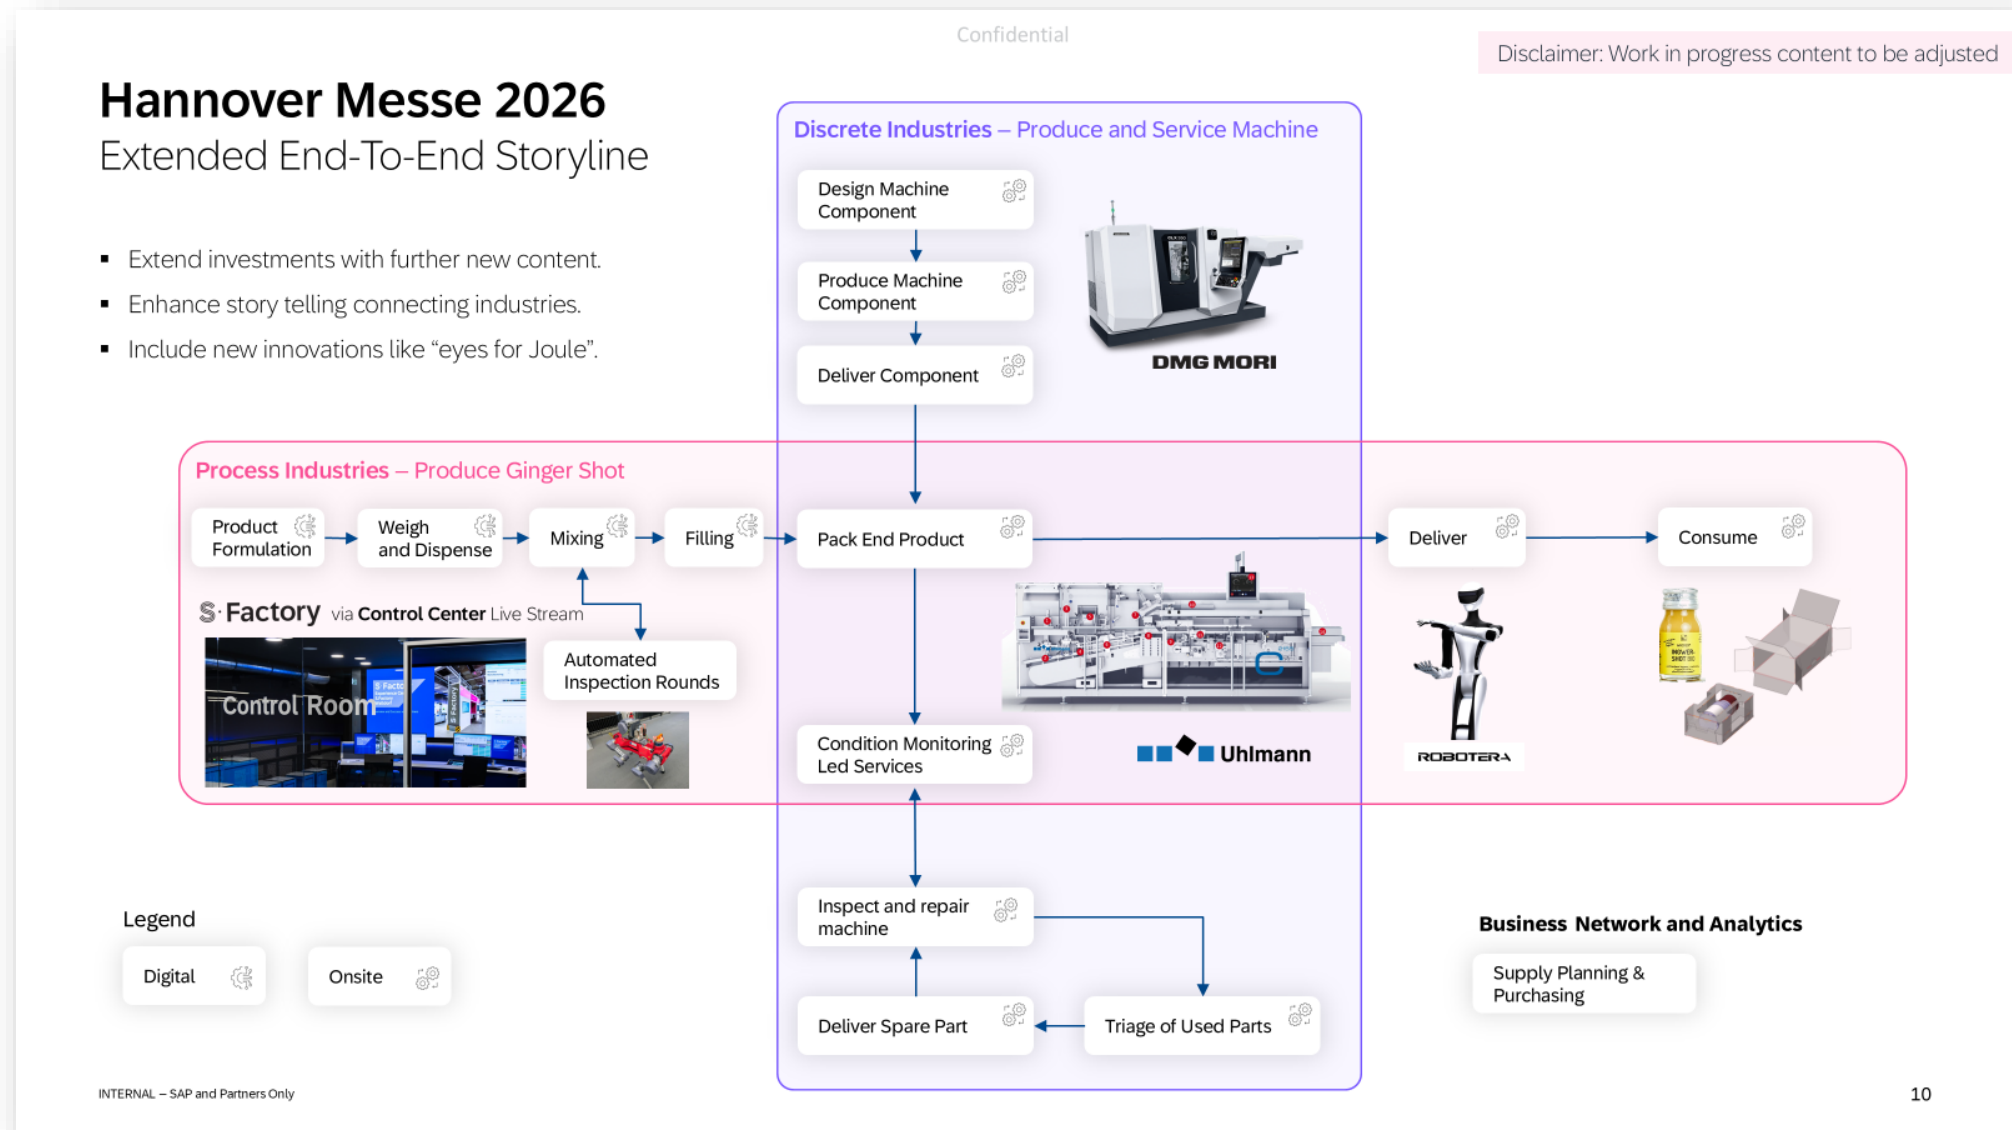 Confidential
Disclaimer: Work in progress content to be adjusted
Hannover Messe 2026
Extended End-To-End Storyline
▪ Extend investments with further new content.
▪ Enhance story telling connecting industries.
▪ Include new innovations like “eyes for Joule”.
Discrete Industries – Produce and Service Machine
Design Machine
Component
Produce Machine
Component
Deliver Component
DMG MORI
Process Industries – Produce Ginger Shot
Product
Formulation
Weigh
and Dispense
Mixing
Filling
Pack End Product
Deliver
Consume
S·Factory via Control Center Live Stream
Control Room
Automated
Inspection Rounds
Condition Monitoring
Led Services
Uhlmann
ROBOTERA
Inspect and repair
machine
Deliver Spare Part
Triage of Used Parts
Legend
Digital
Onsite
Business Network and Analytics
Supply Planning &
Purchasing
INTERNAL – SAP and Partners Only
10